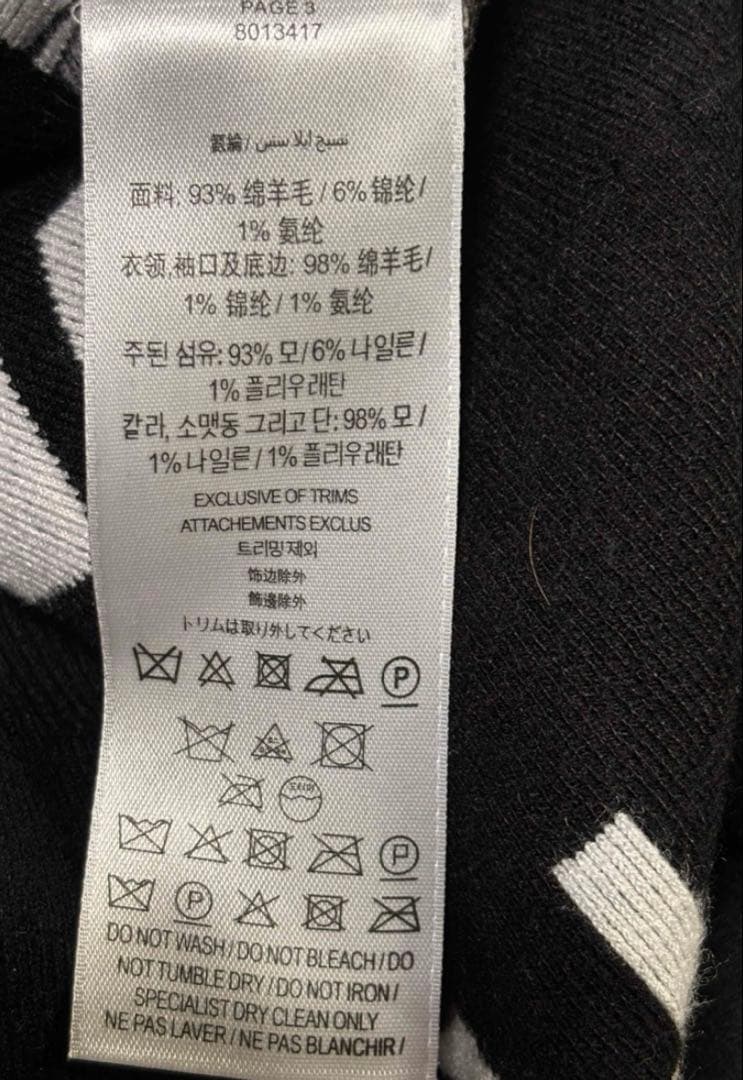 PAGE 3
8013417
氨綸 / نسيج ايلاستين
面料: 93% 绵羊毛 / 6% 锦纶 /
1% 氨纶
衣领,袖口及底边: 98% 绵羊毛/
1% 锦纶 / 1% 氨纶
주된 섬유: 93% 모/ 6% 나일론 /
1% 폴리우레탄
칼라, 소맷동 그리고 단: 98% 모 /
1% 나일론 / 1% 폴리우레탄
EXCLUSIVE OF TRIMS
ATTACHEMENTS EXCLUS
트리밍제외
饰边除外
飾邊除外
トリムは取り外してください
P
드라이
P
P
DO NOT WASH / DO NOT BLEACH / DO
NOT TUMBLE DRY / DO NOT IRON /
SPECIALIST DRY CLEAN ONLY
NE PAS LAVER / NE PAS BLANCHIR /